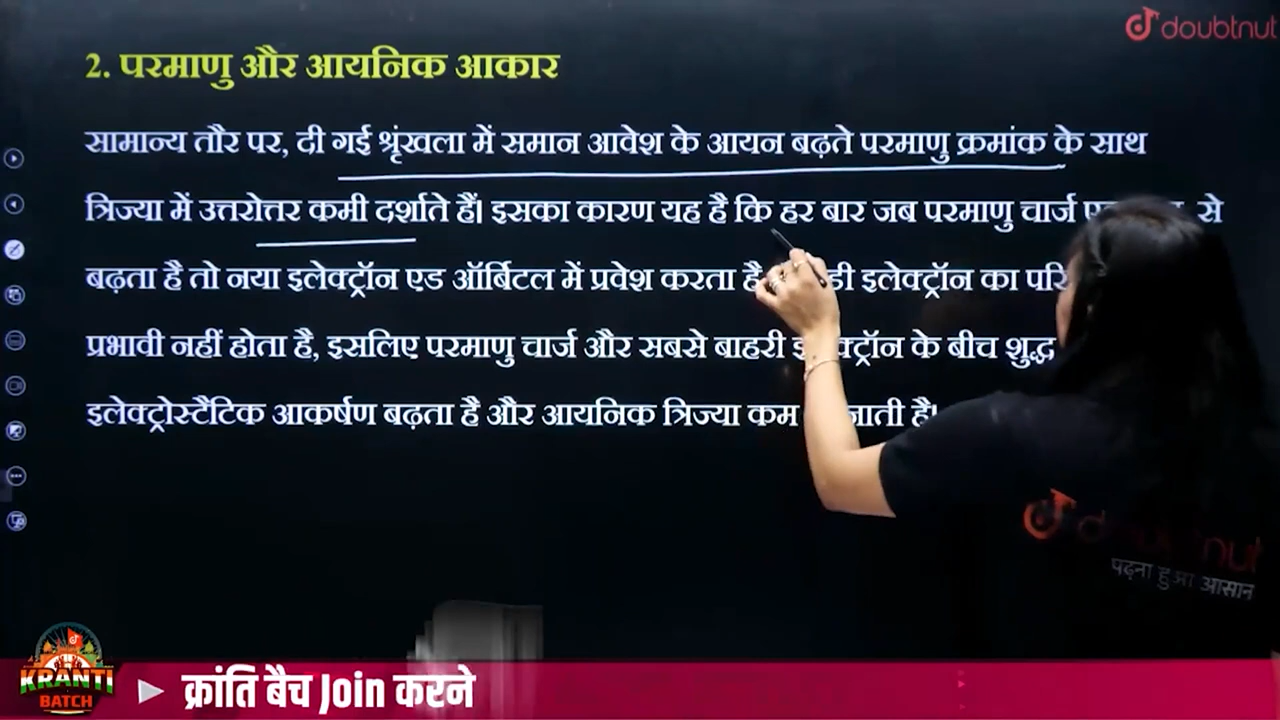 doubtnut
2. परमाणु और आयनिक आकार
सामान्य तौर पर, दी गई श्रृंखला में समान आवेश के आयन बढ़ते परमाणु क्रमांक के साथ
त्रिज्या में उत्तरोत्तर कमी दर्शाते हैं। इसका कारण यह है कि हर बार जब परमाणु चार्ज से
बढ़ता है तो नया इलेक्ट्रॉन एड ऑर्बिटल में प्रवेश करता है इलेक्ट्रॉन का
प्रभावी नहीं होता है, इसलिए परमाणु चार्ज और सबसे बाहरी के बीच शुद्ध
इलेक्ट्रोस्टैटिक आकर्षण बढ़ता है और आयनिक त्रिज्या कम जाती है।
doubtnut
पढ़ना हुआ आसान
KRANTI
BATCH
क्रांति बैच Join करने